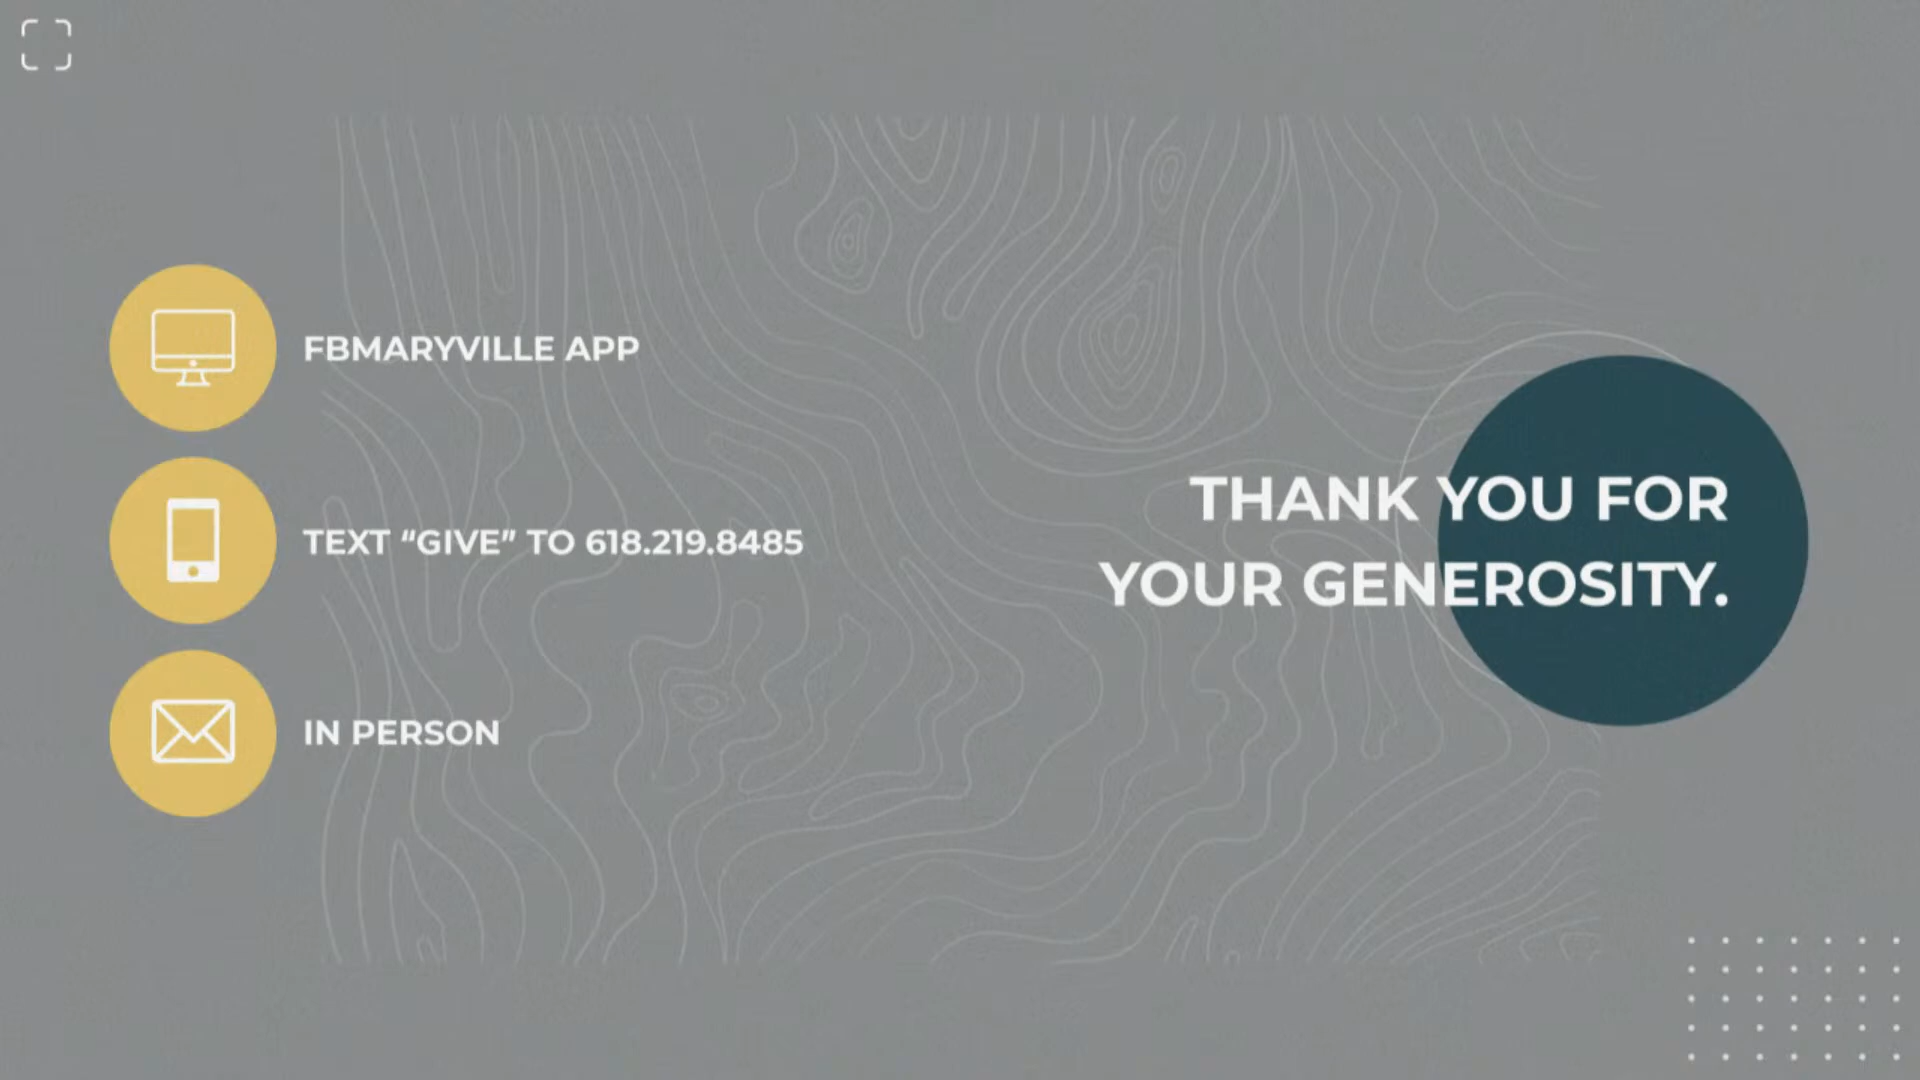 FBMARYVILLE APP
TEXT “GIVE” TO 618.219.8485
IN PERSON
THANK YOU FOR
YOUR GENEROSITY.